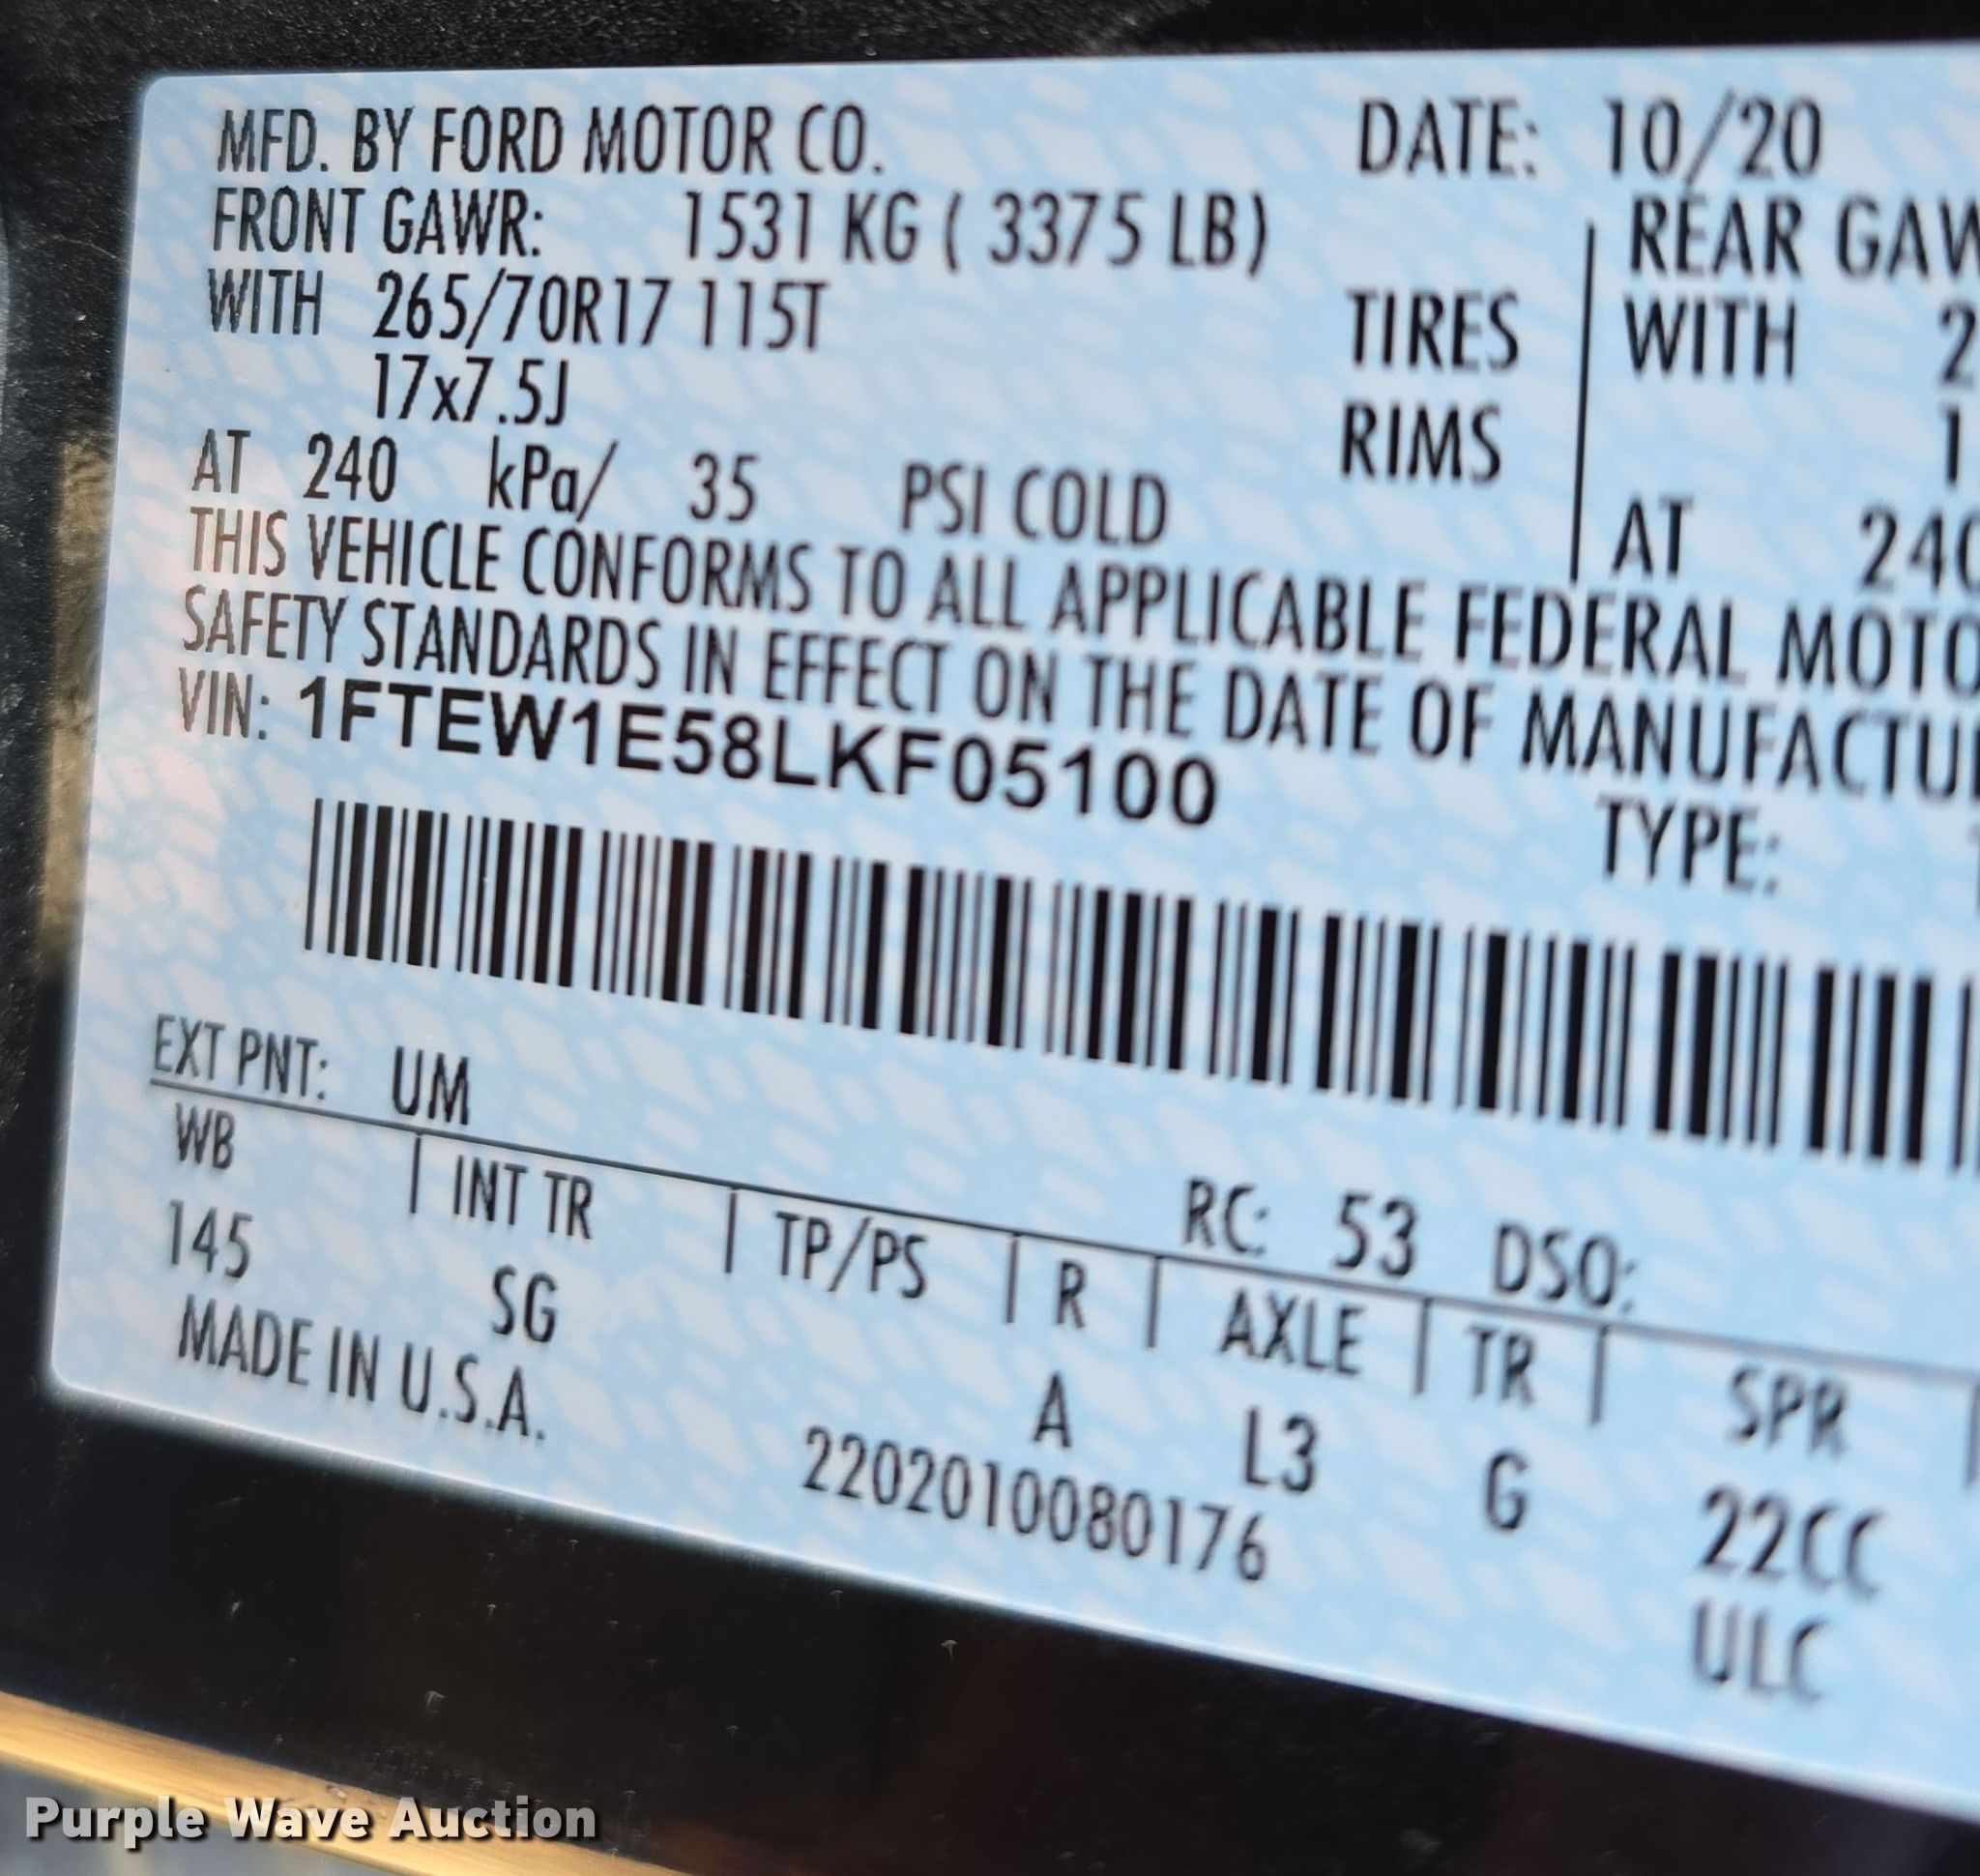 MFD. BY FORD MOTOR CO. DATE: 10/20
FRONT GAWR: 1531 KG ( 3375 LB) REAR GAW
WITH 265/70R17 115T TIRES WITH 2
17x7.5J RIMS 1
AT 240 kPa/ 35 PSI COLD AT 240
THIS VEHICLE CONFORMS TO ALL APPLICABLE FEDERAL MOTO
SAFETY STANDARDS IN EFFECT ON THE DATE OF MANUFACTU
VIN: 1FTEW1E58LKF05100
TYPE:
EXT PNT: UM RC: 53 DSO:
WB | INT TR | TP/PS | R | AXLE | TR | SPR
145 SG A L3 G 22CC
MADE IN U.S.A. 2202010080176 ULC
Purple Wave Auction